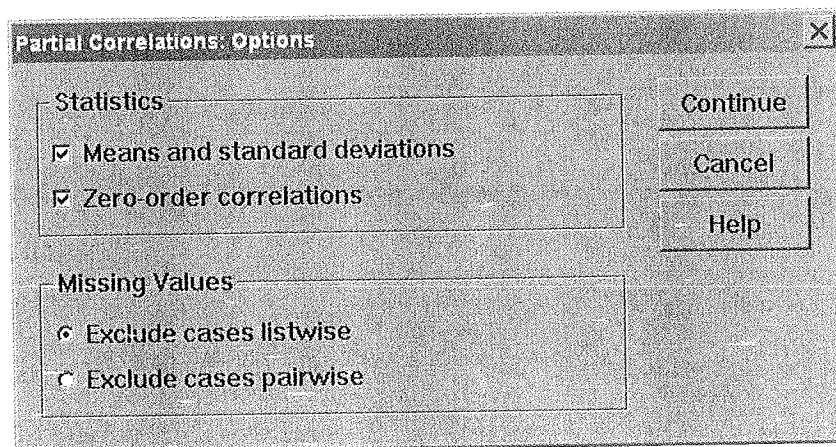 Partial Correlations: Options
Statistics
Means and standard deviations
Zero-order correlations
Continue
Cancel
Help
Missing Values
Exclude cases listwise
Exclude cases pairwise